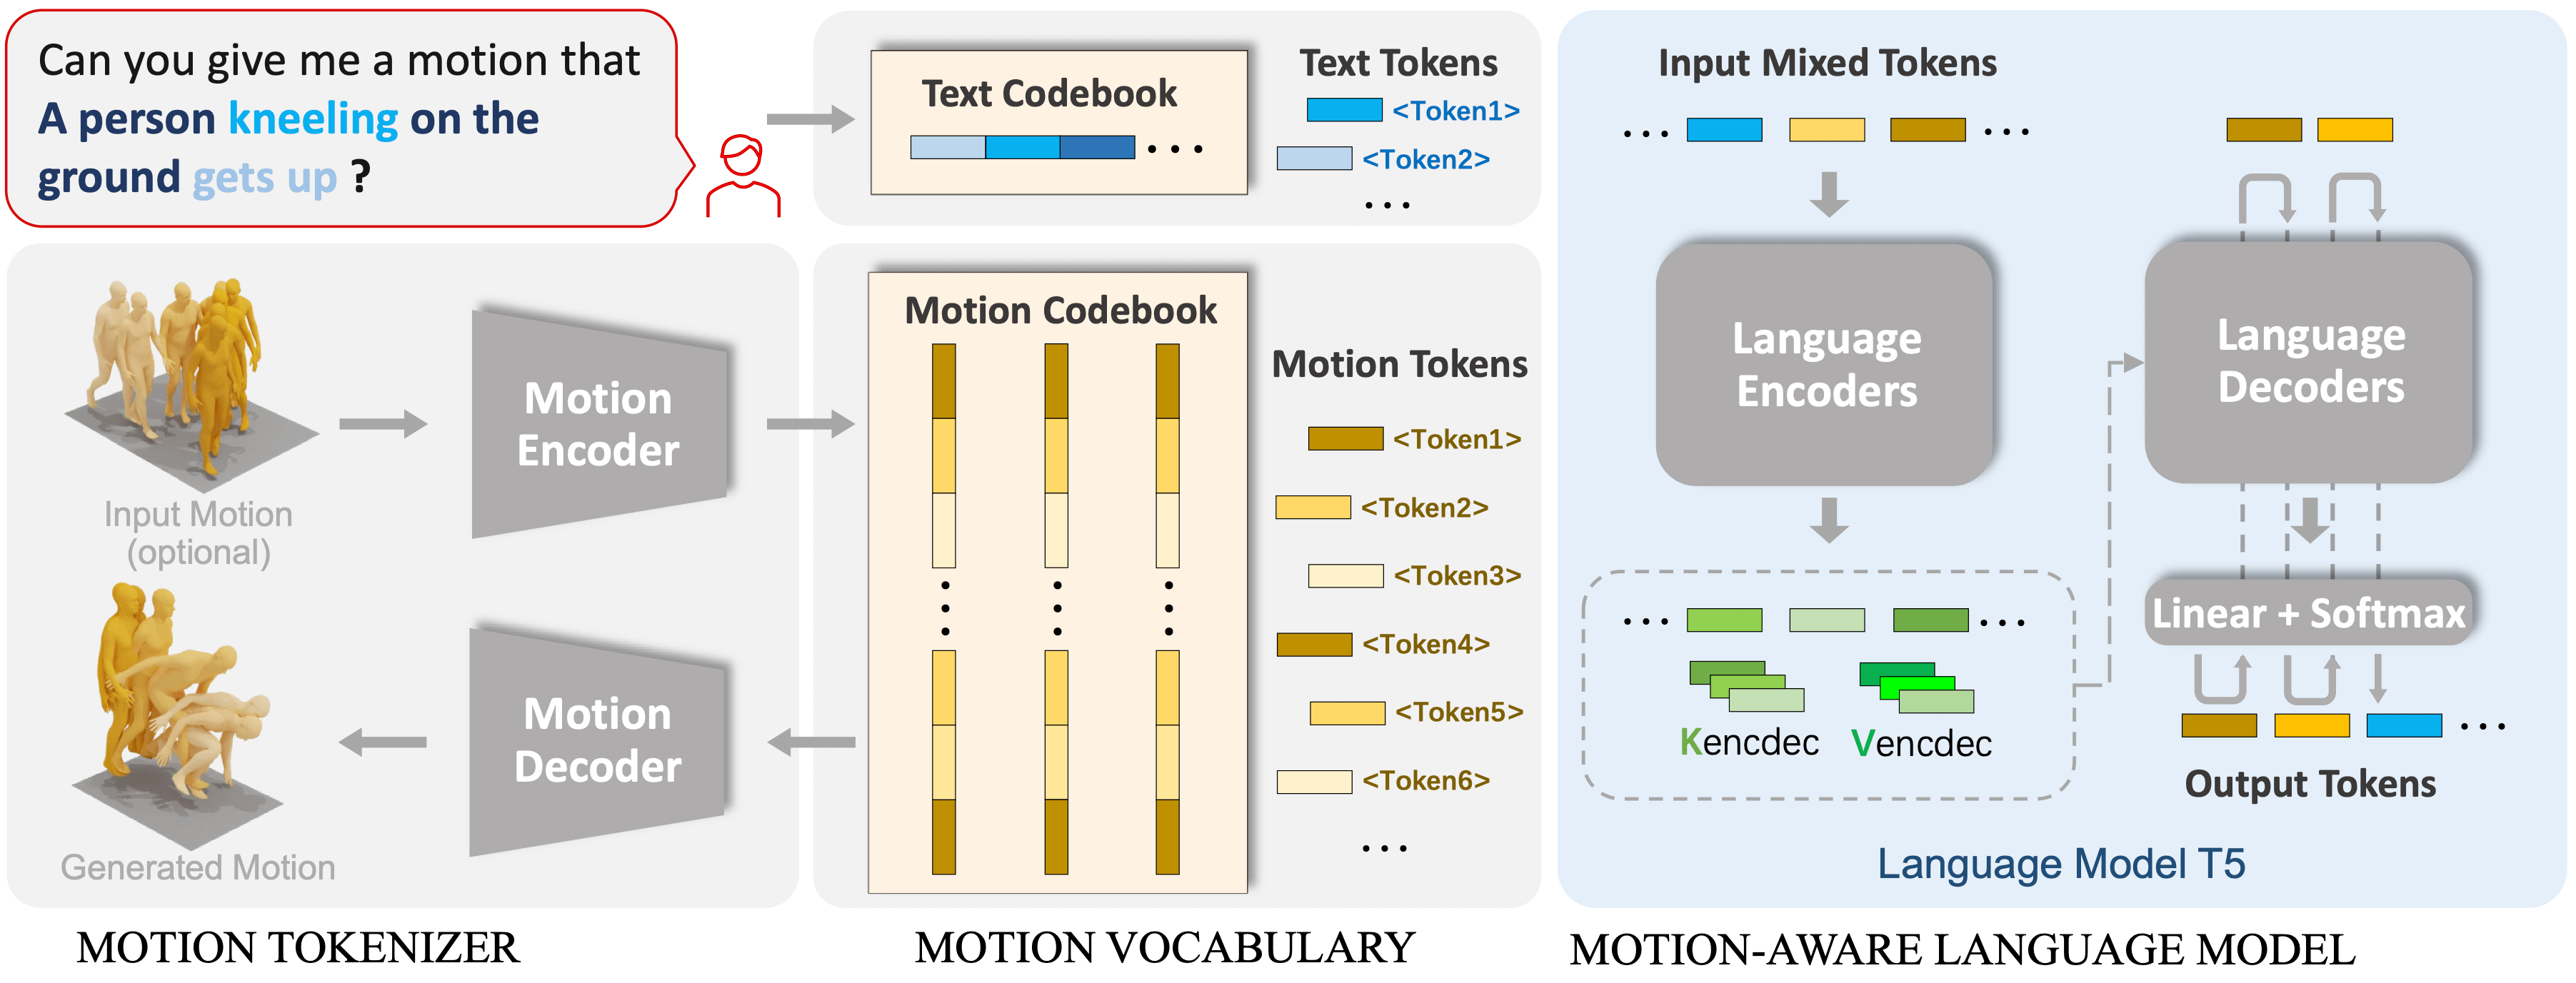 Can you give me a motion that
A person kneeling on the
ground gets up ?
Text Codebook
Text Tokens
<Token1>
<Token2>
Input Motion
(optional)
Motion
Encoder
Generated Motion
Motion
Decoder
Motion Codebook
Motion Tokens
<Token1>
<Token2>
<Token3>
<Token4>
<Token5>
<Token6>
Input Mixed Tokens
Language
Encoders
Language
Decoders
Kencdec
Vencdec
Linear + Softmax
Output Tokens
Language Model T5
MOTION TOKENIZER
MOTION VOCABULARY
MOTION-AWARE LANGUAGE MODEL